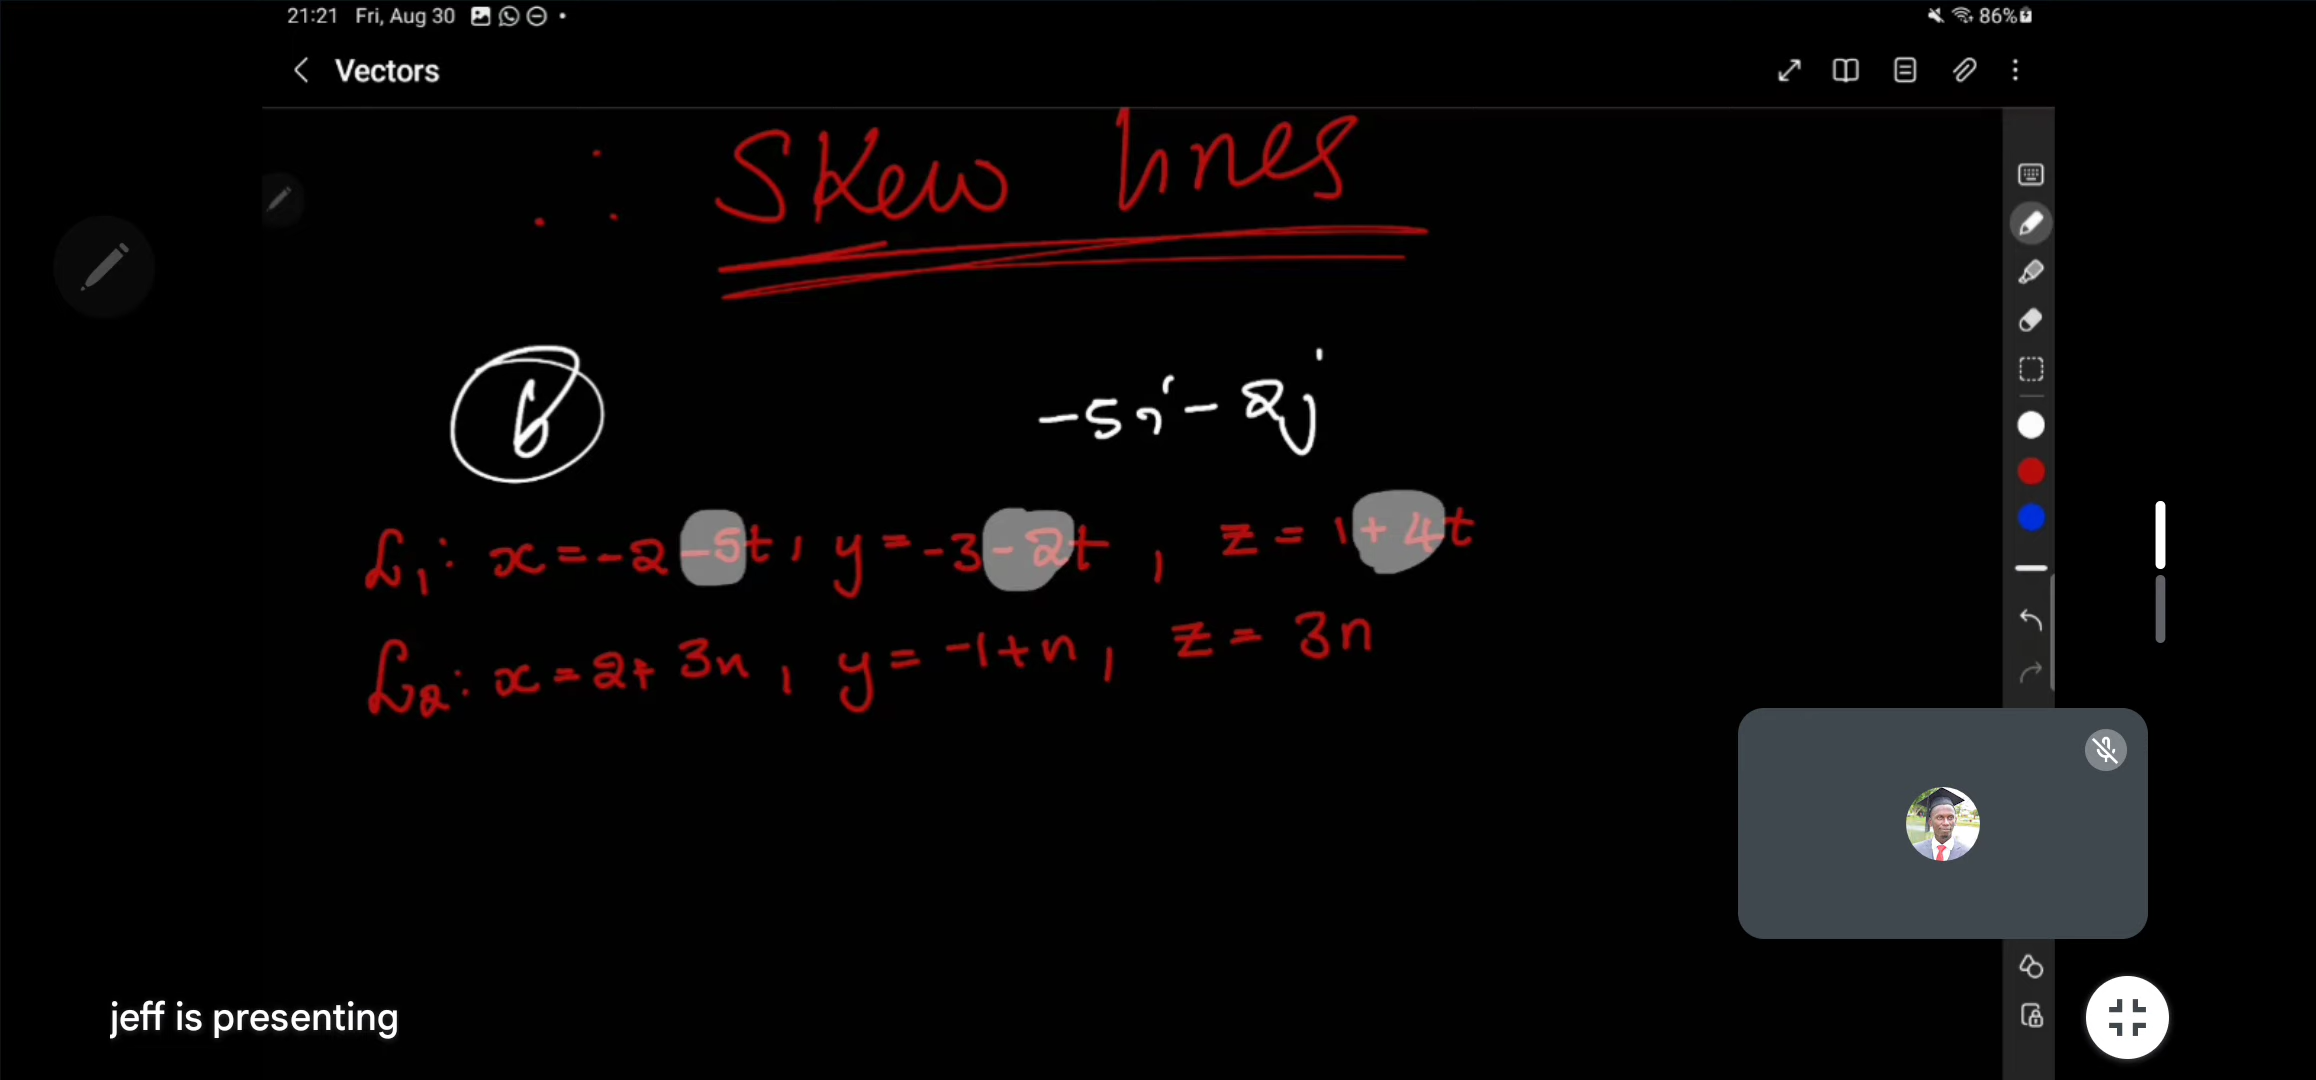 21:21 Fri, Aug 30 86%
Vectors
∴ Skew lines
b
-5i - 2j
L₁: x = -2 -5t, y = -3 - 2t, z = 1 + 4t
L₂: x = 2 + 3n, y = -1 + n, z = 3n
jeff is presenting